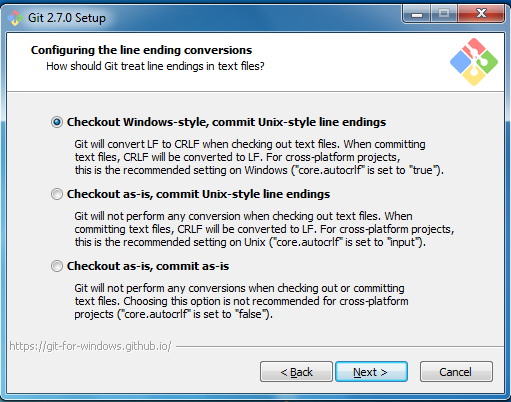 Git 2.7.0 Setup
Configuring the line ending conversions
How should Git treat line endings in text files?
Checkout Windows-style, commit Unix-style line endings
Git will convert LF to CRLF when checking out text files. When committing
text files, CRLF will be converted to LF. For cross-platform projects,
this is the recommended setting on Windows ("core.autocrlf" is set to "true").
Checkout as-is, commit Unix-style line endings
Git will not perform any conversion when checking out text files. When
committing text files, CRLF will be converted to LF. For cross-platform projects,
this is the recommended setting on Unix ("core.autocrlf" is set to "input").
Checkout as-is, commit as-is
Git will not perform any conversions when checking out or committing
text files. Choosing this option is not recommended for cross-platform
projects ("core.autocrlf" is set to "false").
https://git-for-windows.github.io/
< Back
Next >
Cancel